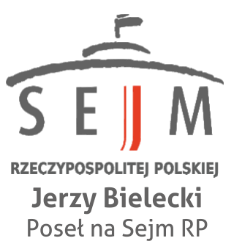 SEJM
RZECZYPOSPOLITEJ POLSKIEJ
Jerzy Bielecki
Poseł na Sejm RP